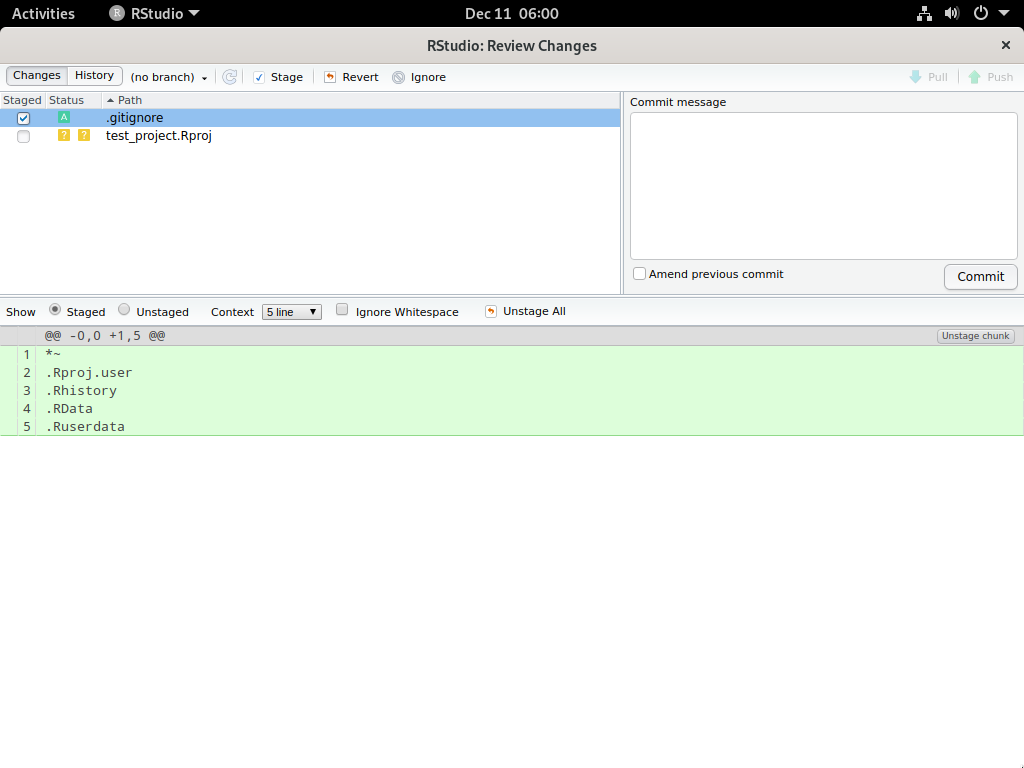 Activities R RStudio Dec 11 06:00
RStudio: Review Changes
Changes History (no branch) Stage Revert Ignore Pull Push
Staged Status Path Commit message
A .gitignore
? ? test_project.Rproj
Amend previous commit Commit
Show Staged Unstaged Context 5 line Ignore Whitespace Unstage All
@@ -0,0 +1,5 @@ Unstage chunk
1 *~
2 .Rproj.user
3 .Rhistory
4 .RData
5 .Ruserdata